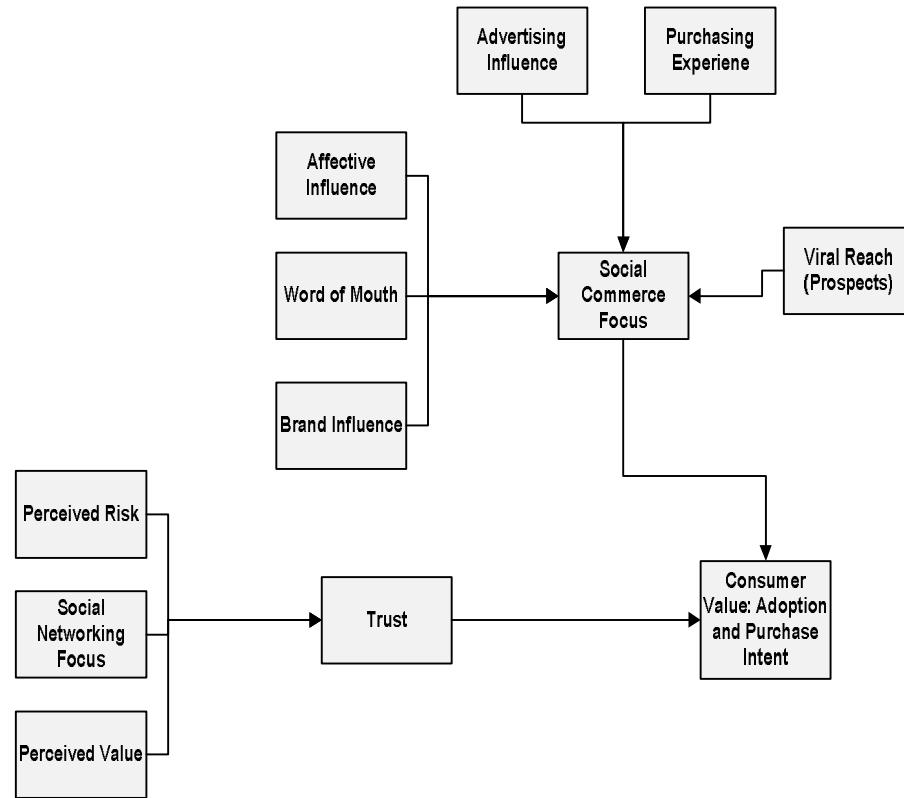 Advertising
Influence
Purchasing
Experiene
Affective
Influence
Word of Mouth
Social
Commerce
Focus
Viral Reach
(Prospects)
Brand Influence
Perceived Risk
Social
Networking
Focus
Trust
Consumer
Value: Adoption
and Purchase
Intent
Perceived Value